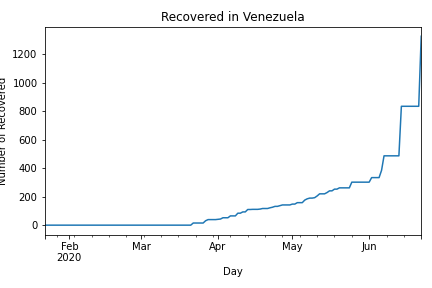 Recovered in Venezuela
Number of Recovered
1200
1000
800
600
400
200
0
Feb
2020
Mar
Apr
May
Jun
Day